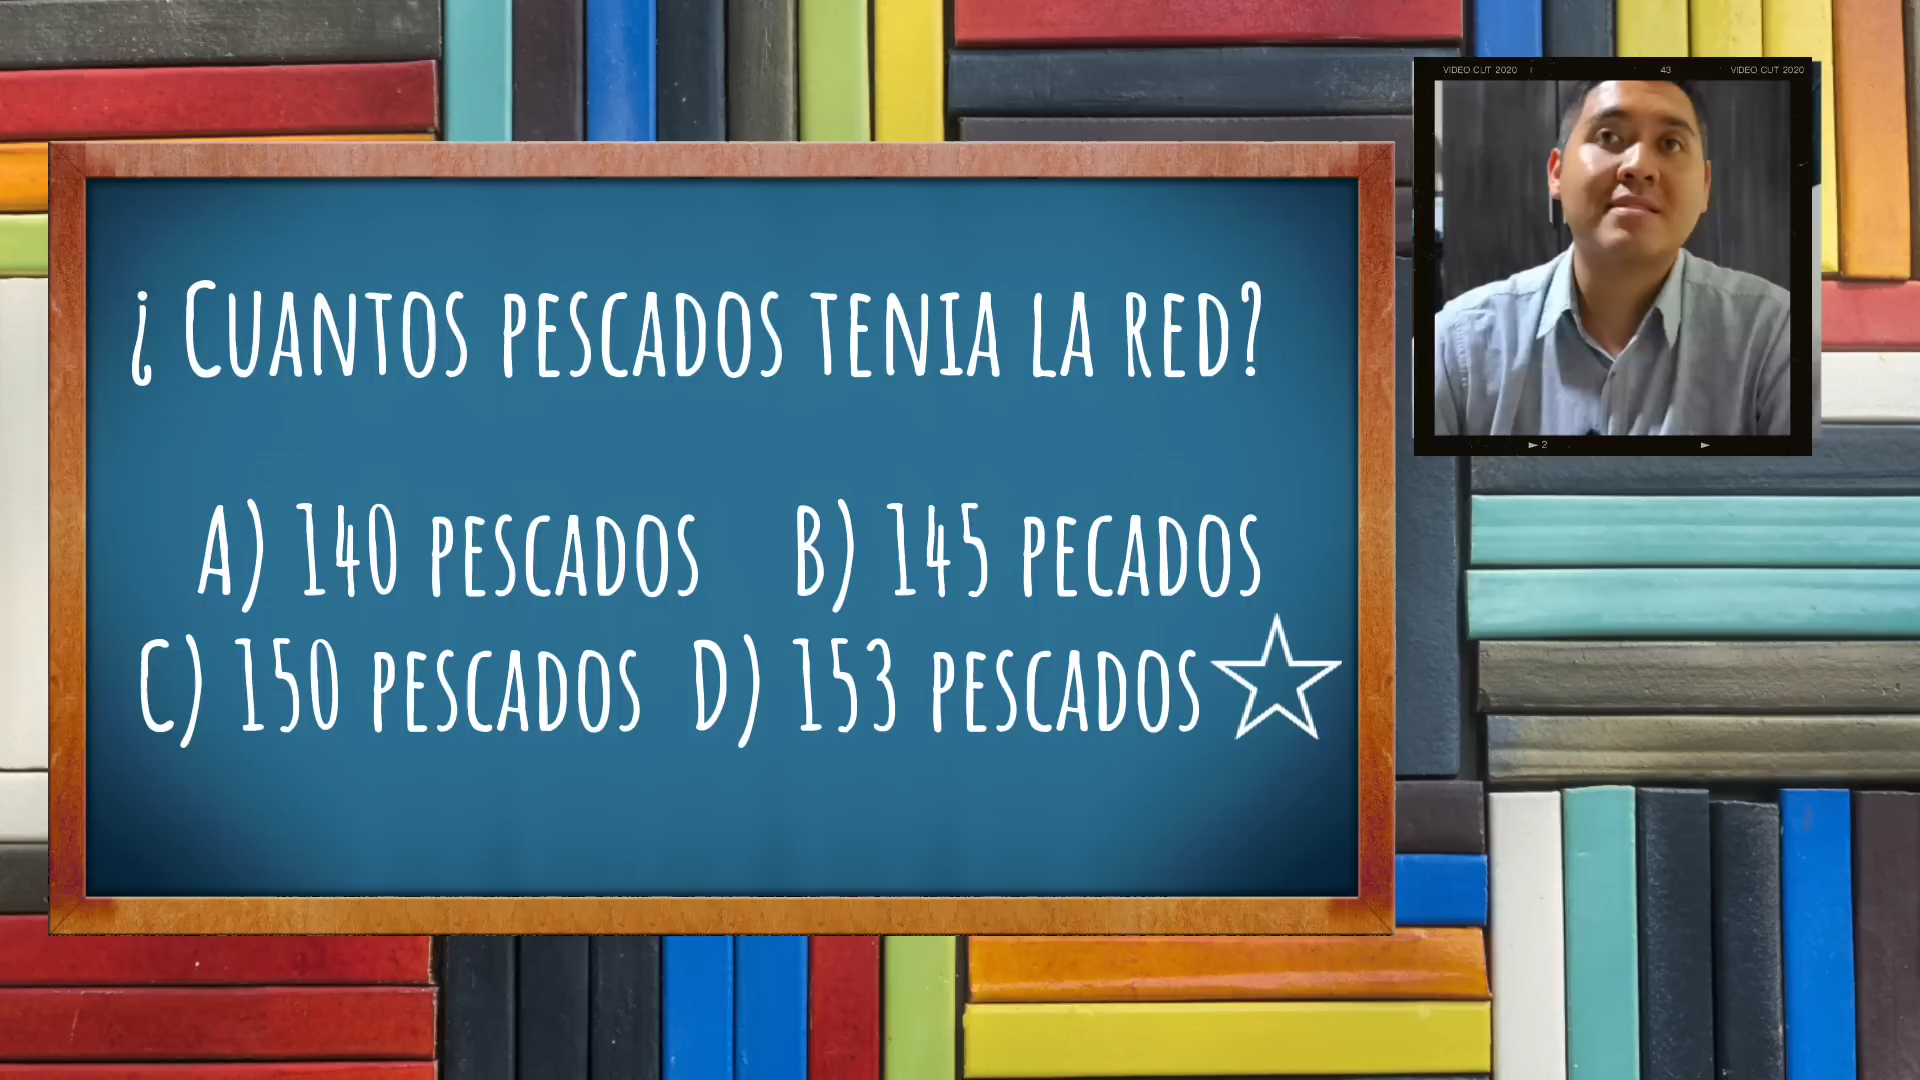 ¿ CUANTOS PESCADOS TENIA LA RED?
A) 140 PESCADOS B) 145 PECADOS
C) 150 PESCADOS D) 153 PESCADOS
VIDEO CUT 2020 43 VIDEO CUT 2020
2